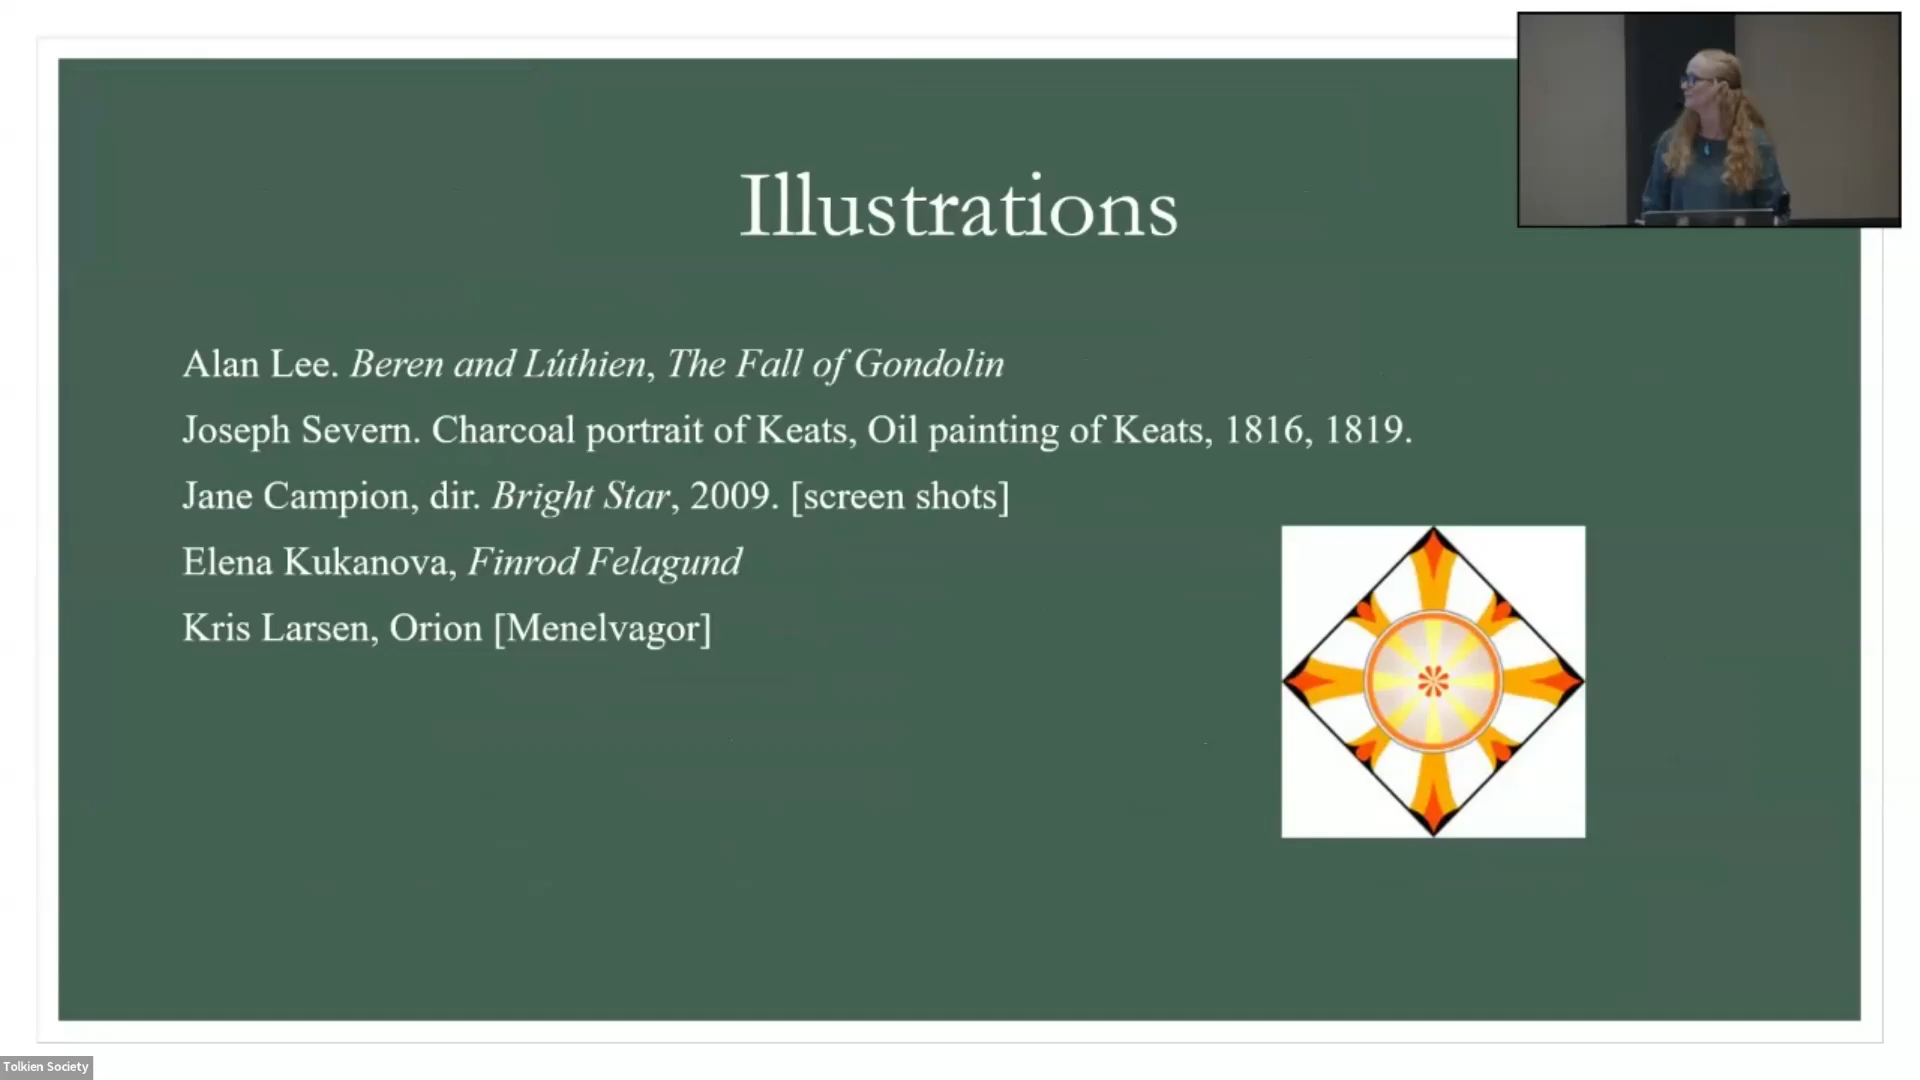 Illustrations
Alan Lee. Beren and Lúthien, The Fall of Gondolin
Joseph Severn. Charcoal portrait of Keats, Oil painting of Keats, 1816, 1819.
Jane Campion, dir. Bright Star, 2009. [screen shots]
Elena Kukanova, Finrod Felagund
Kris Larsen, Orion [Menelvagor]
Tolkien Society